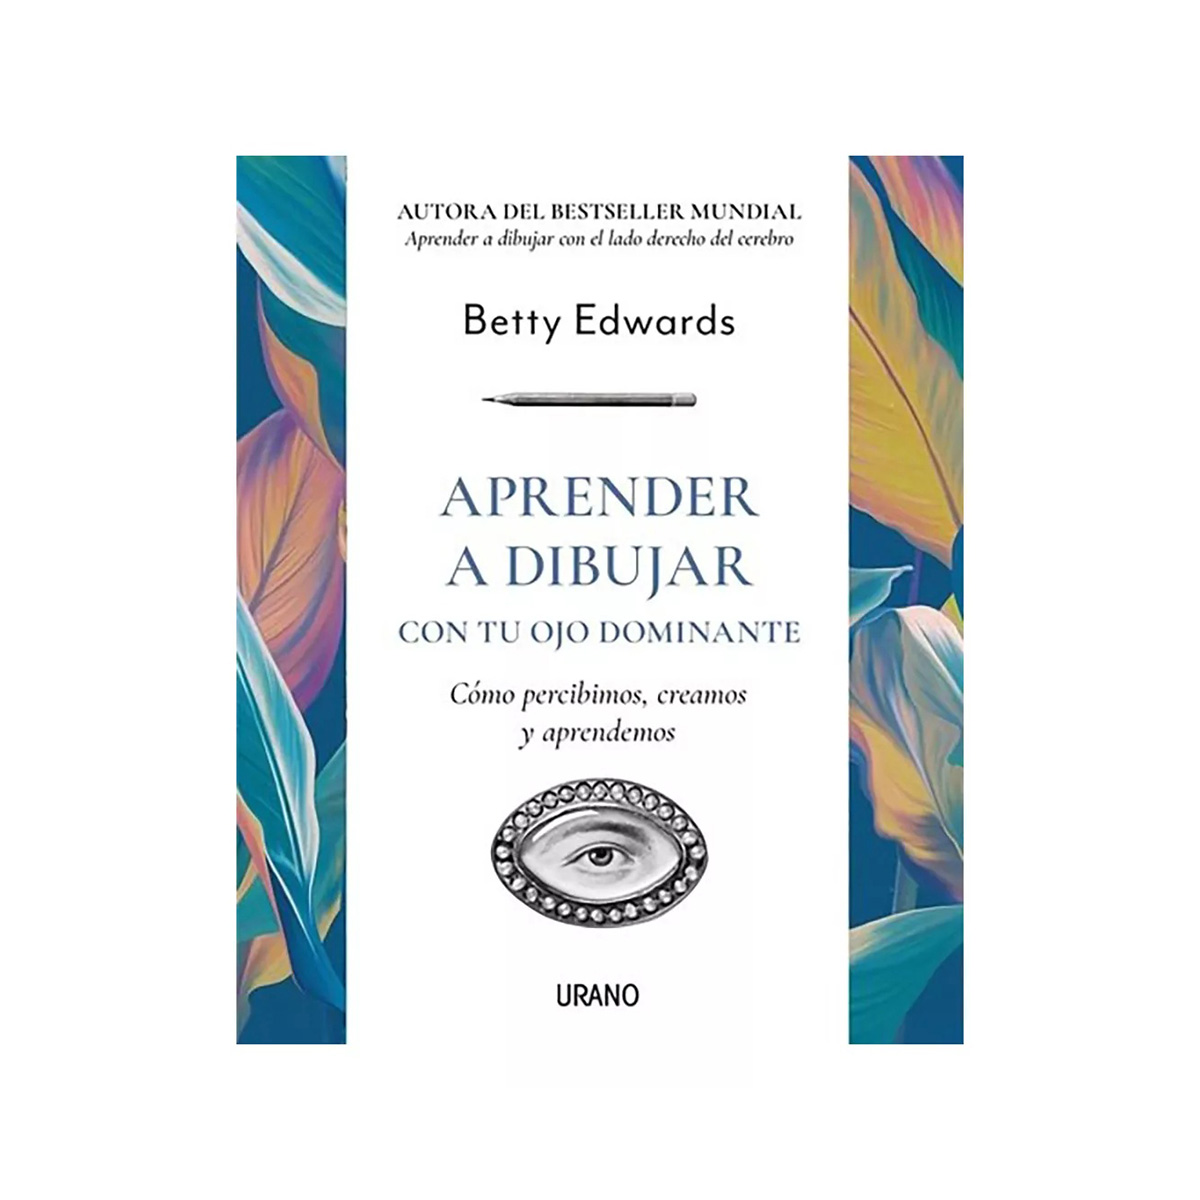 AUTORA DEL BESTSELLER MUNDIAL
Aprender a dibujar con el lado derecho del cerebro
Betty Edwards
APRENDER
A DIBUJAR
CON TU OJO DOMINANTE
Cómo percibimos, creamos
y aprendemos
URANO